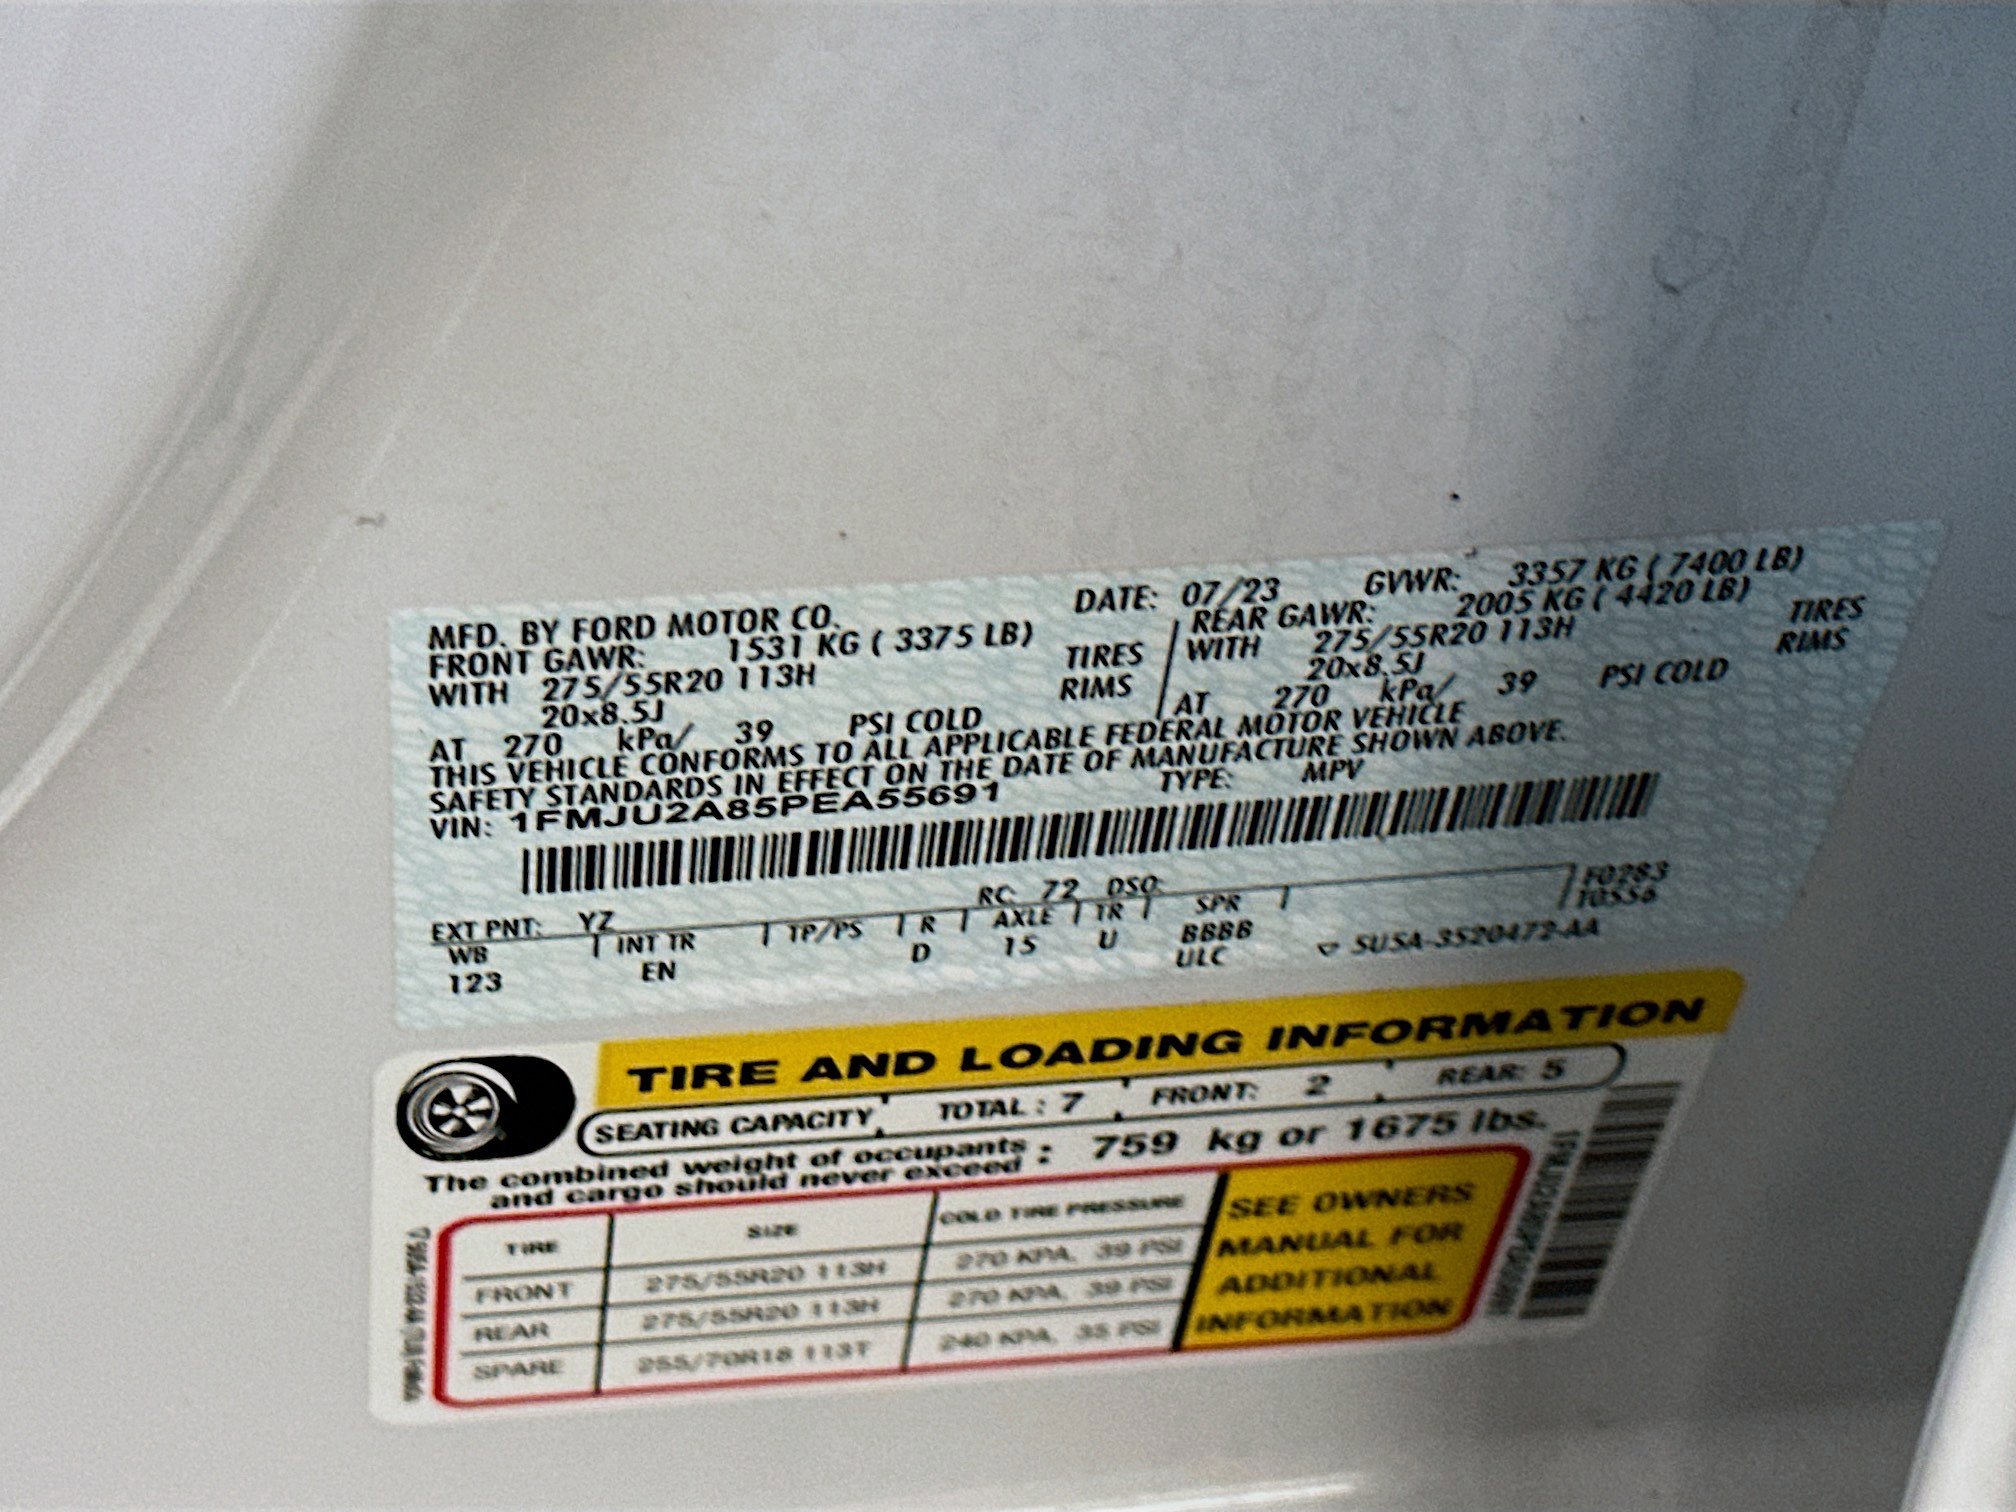 MFD. BY FORD MOTOR CO. DATE: 07/23 GVWR: 3357 KG ( 7400 LB)
FRONT GAWR: 1531 KG ( 3375 LB) REAR GAWR: 2005 KG ( 4420 LB)
WITH 275/55R20 113H TIRES WITH 275/55R20 113H TIRES
20x8.5J RIMS 20x8.5J RIMS
AT 270 kPa/ 39 PSI COLD AT 270 kPa/ 39 PSI COLD
THIS VEHICLE CONFORMS TO ALL APPLICABLE FEDERAL MOTOR VEHICLE
SAFETY STANDARDS IN EFFECT ON THE DATE OF MANUFACTURE SHOWN ABOVE.
VIN: 1FMJU2A85PEA55691 TYPE: MPV
EXT PNT: YZ RC: 72 DSO: F0283
WB INT TR TP/PS R AXLE TR SPR 10556
123 EN D 15 U BBBB
ULC 5U5A-3520472-AA
TIRE AND LOADING INFORMATION
SEATING CAPACITY TOTAL : 7 FRONT: 2 REAR: 5
The combined weight of occupants
and cargo should never exceed : 759 kg or 1675 lbs.
TIRE SIZE COLD TIRE PRESSURE
FRONT 275/55R20 113H 270 KPA, 39 PSI
REAR 275/55R20 113H 270 KPA, 39 PSI
SPARE 255/70R18 113T 240 KPA, 35 PSI
SEE OWNERS
MANUAL FOR
ADDITIONAL
INFORMATION